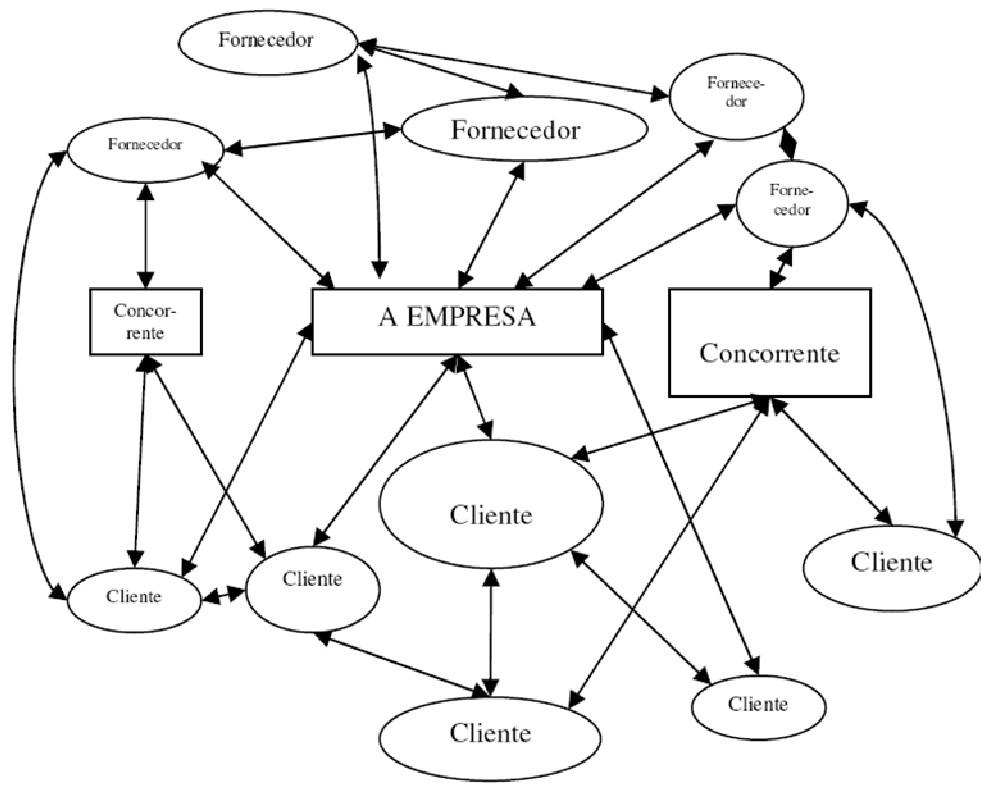 Fornecedor
Fornece-
dor
Fornecedor
Fornecedor
Forne-
cedor
Concor-
rente
A EMPRESA
Concorrente
Cliente
Cliente
Cliente
Cliente
Cliente
Cliente